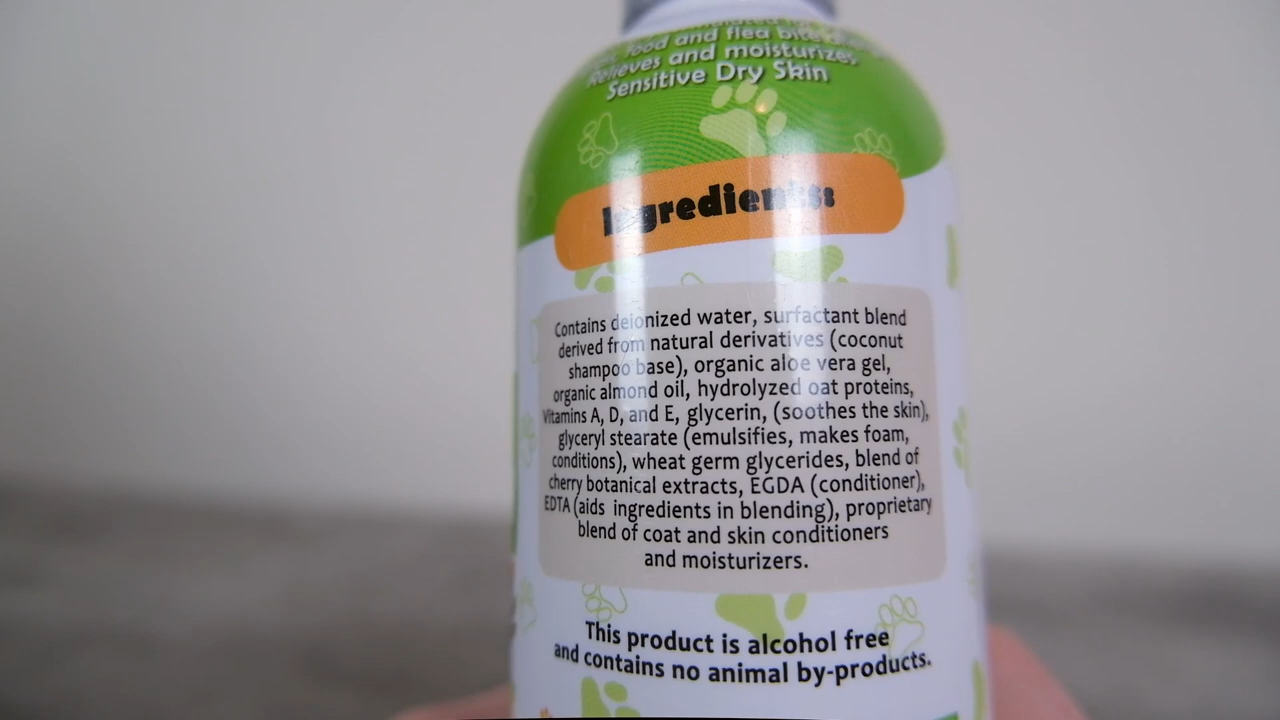 food and flea bite
Relieves and moisturizes
Sensitive Dry Skin
Ingredients:
Contains deionized water, surfactant blend
derived from natural derivatives (coconut
shampoo base), organic aloe vera gel,
organic almond oil, hydrolyzed oat proteins,
Vitamins A, D, and E, glycerin, (soothes the skin),
glyceryl stearate (emulsifies, makes foam,
conditions), wheat germ glycerides, blend of
cherry botanical extracts, EGDA (conditioner),
EDTA (aids ingredients in blending), proprietary
blend of coat and skin conditioners
and moisturizers.
This product is alcohol free
and contains no animal by-products.